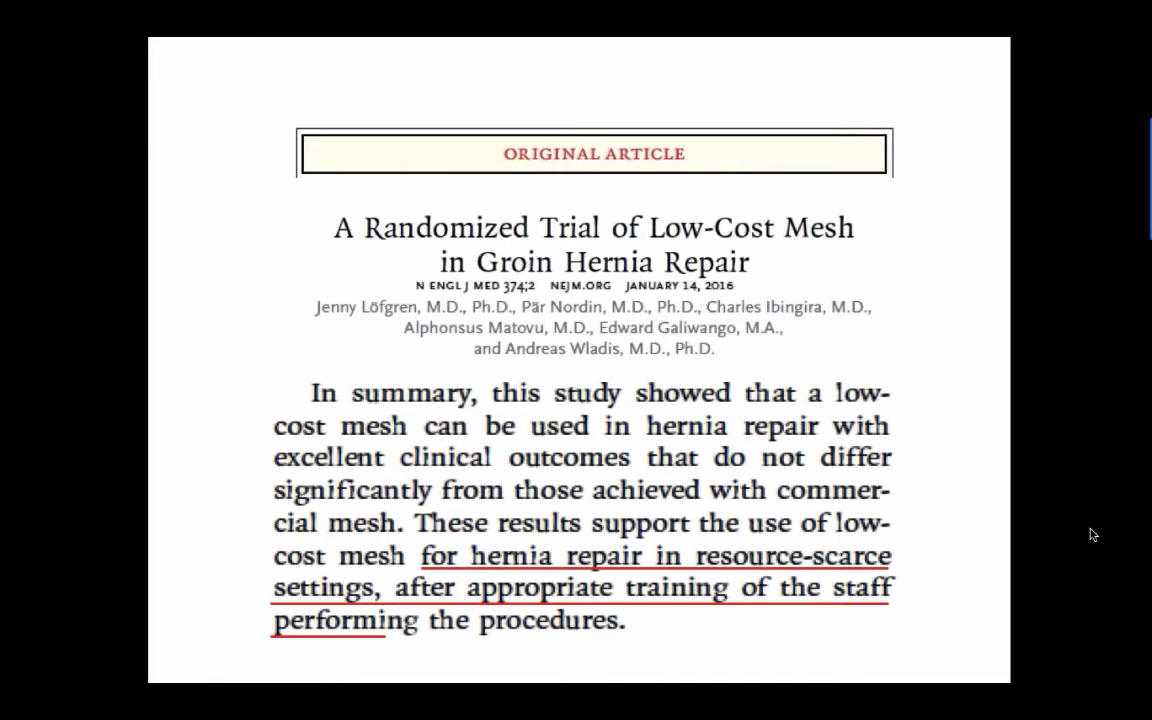 ORIGINAL ARTICLE
A Randomized Trial of Low-Cost Mesh
in Groin Hernia Repair
N ENGL J MED 374;2 NEJM.ORG JANUARY 14, 2016
Jenny Löfgren, M.D., Ph.D., Pär Nordin, M.D., Ph.D., Charles Ibingira, M.D.,
Alphonsus Matovu, M.D., Edward Galiwango, M.A.,
and Andreas Wladis, M.D., Ph.D.
In summary, this study showed that a low-
cost mesh can be used in hernia repair with
excellent clinical outcomes that do not differ
significantly from those achieved with commer-
cial mesh. These results support the use of low-
cost mesh for hernia repair in resource-scarce
settings, after appropriate training of the staff
performing the procedures.